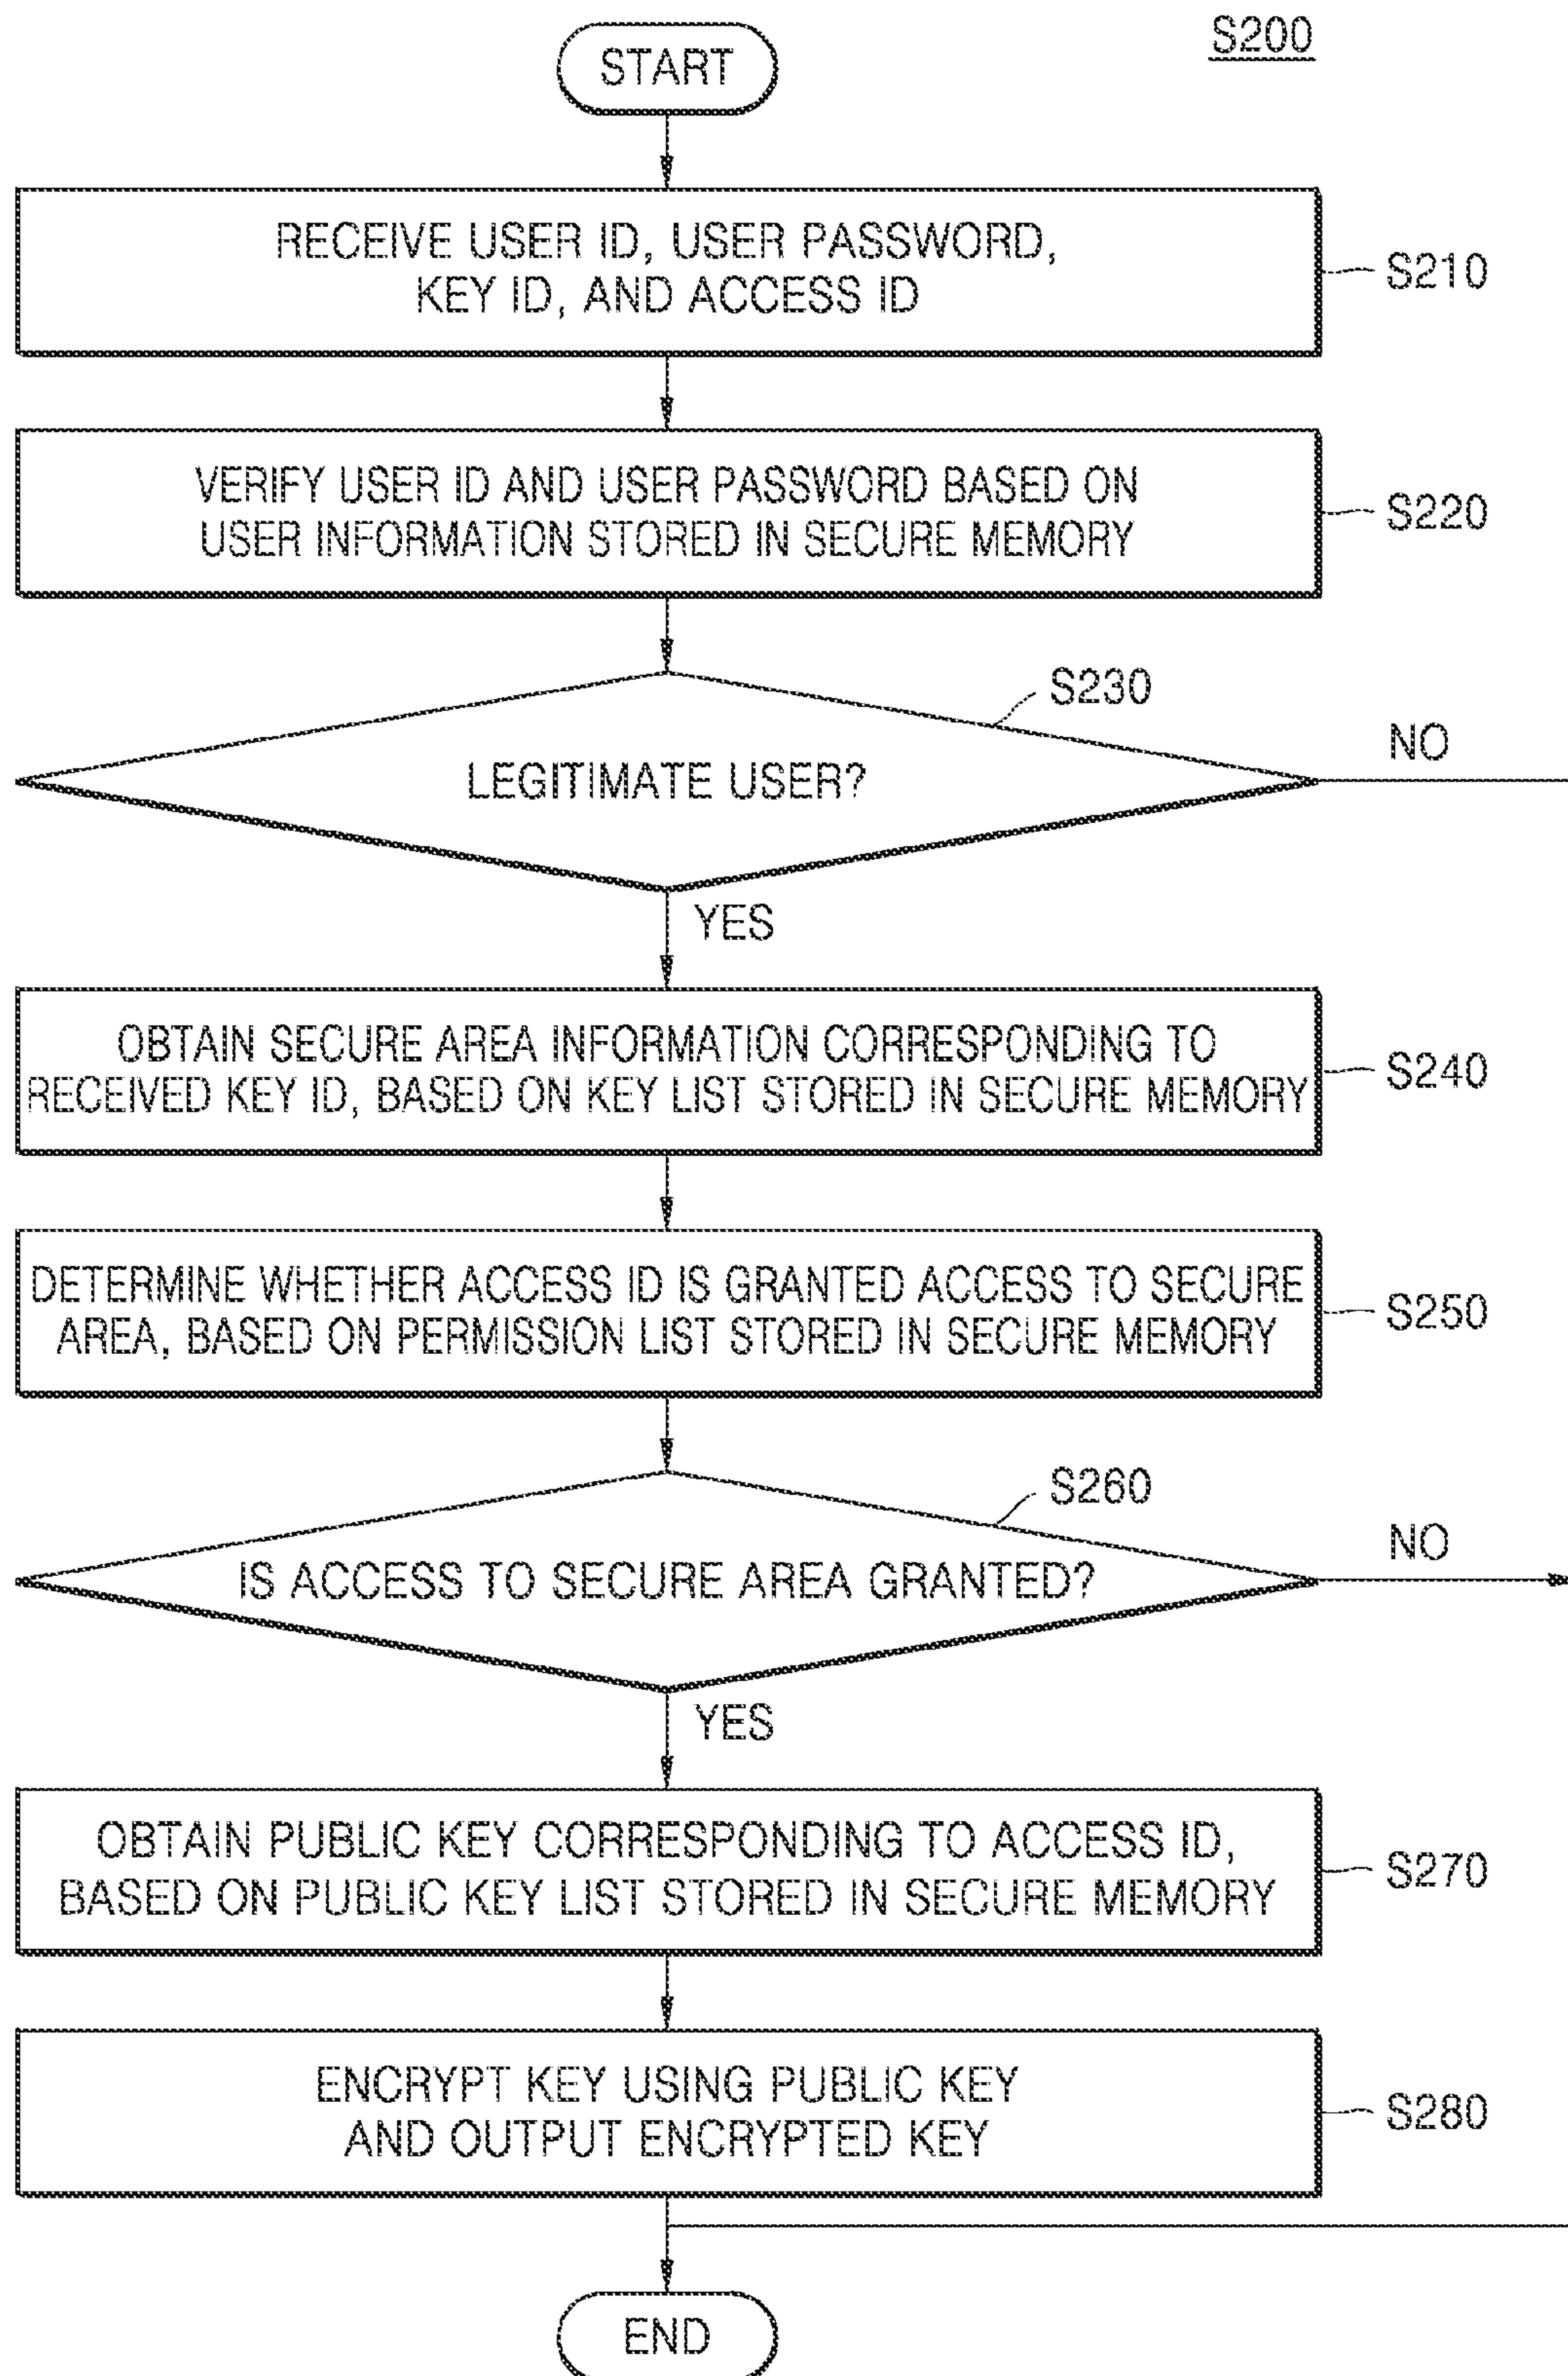 S200
START
RECEIVE USER ID, USER PASSWORD,
KEY ID, AND ACCESS ID
S210
VERIFY USER ID AND USER PASSWORD BASED ON
USER INFORMATION STORED IN SECURE MEMORY
S220
S230
LEGITIMATE USER?
NO
YES
OBTAIN SECURE AREA INFORMATION CORRESPONDING TO
RECEIVED KEY ID, BASED ON KEY LIST STORED IN SECURE MEMORY
S240
DETERMINE WHETHER ACCESS ID IS GRANTED ACCESS TO SECURE
AREA, BASED ON PERMISSION LIST STORED IN SECURE MEMORY
S250
S260
IS ACCESS TO SECURE AREA GRANTED?
NO
YES
OBTAIN PUBLIC KEY CORRESPONDING TO ACCESS ID,
BASED ON PUBLIC KEY LIST STORED IN SECURE MEMORY
S270
ENCRYPT KEY USING PUBLIC KEY
AND OUTPUT ENCRYPTED KEY
S280
END